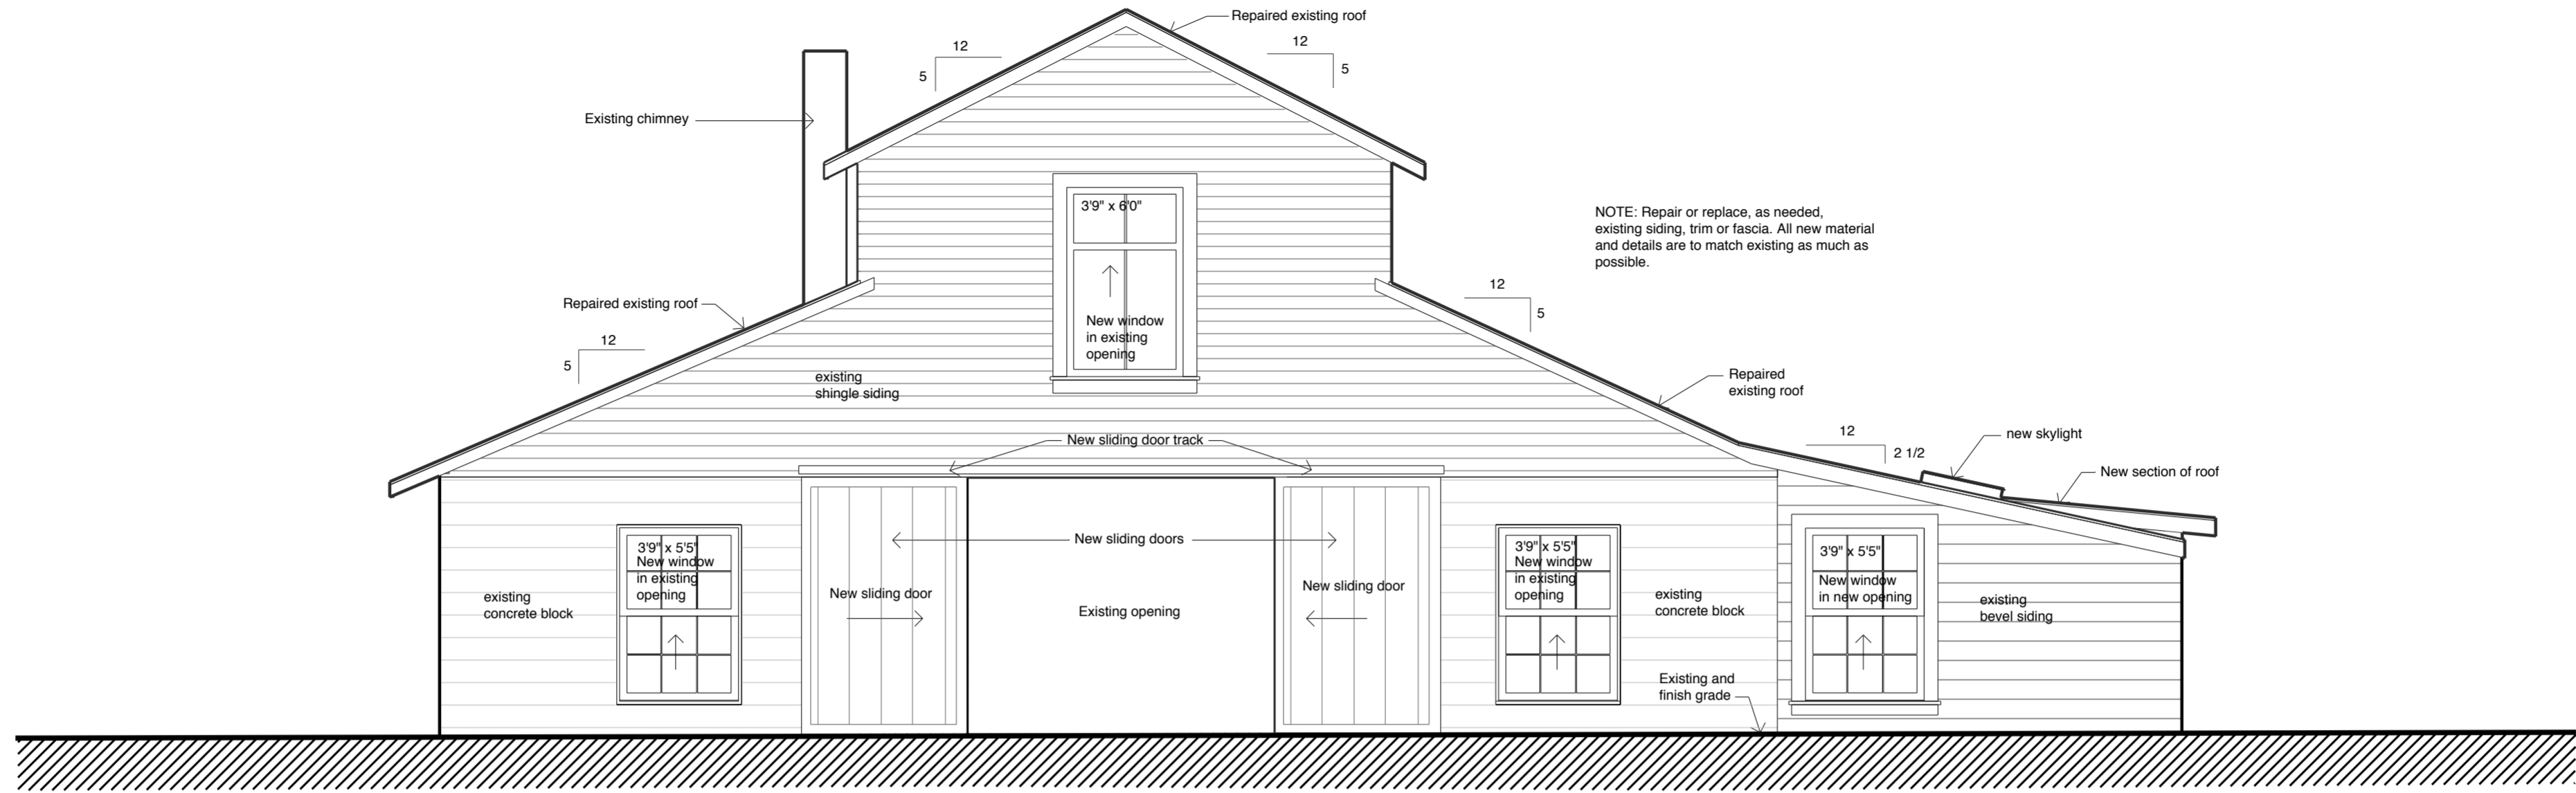 Repaired existing roof
12
5
12
5
Existing chimney
3'9" x 6'0"
NOTE: Repair or replace, as needed,
existing siding, trim or fascia. All new material
and details are to match existing as much as
possible.
Repaired existing roof
12
5
12
5
New window
in existing
opening
existing
shingle siding
Repaired
existing roof
New sliding door track
12
2 1/2
new skylight
New section of roof
3'9" x 5'5"
New window
in existing
opening
existing
concrete block
New sliding doors
New sliding door
Existing opening
New sliding door
3'9" x 5'5"
New window
in existing
opening
existing
concrete block
3'9" x 5'5"
New window
in new opening
existing
bevel siding
Existing and
finish grade